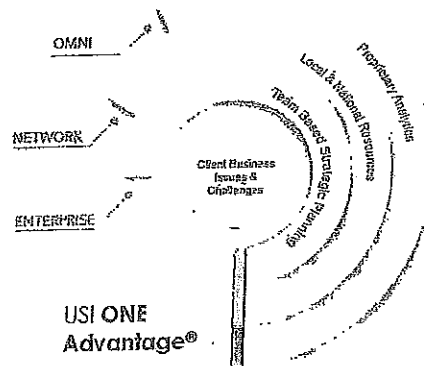 OMNI
NETWORK
ENTERPRISE
Client Business
Issues &
Challenges
Team Based Strategic Planning
Local & National Resources
Proprietary Analytics
USI ONE
Advantage®